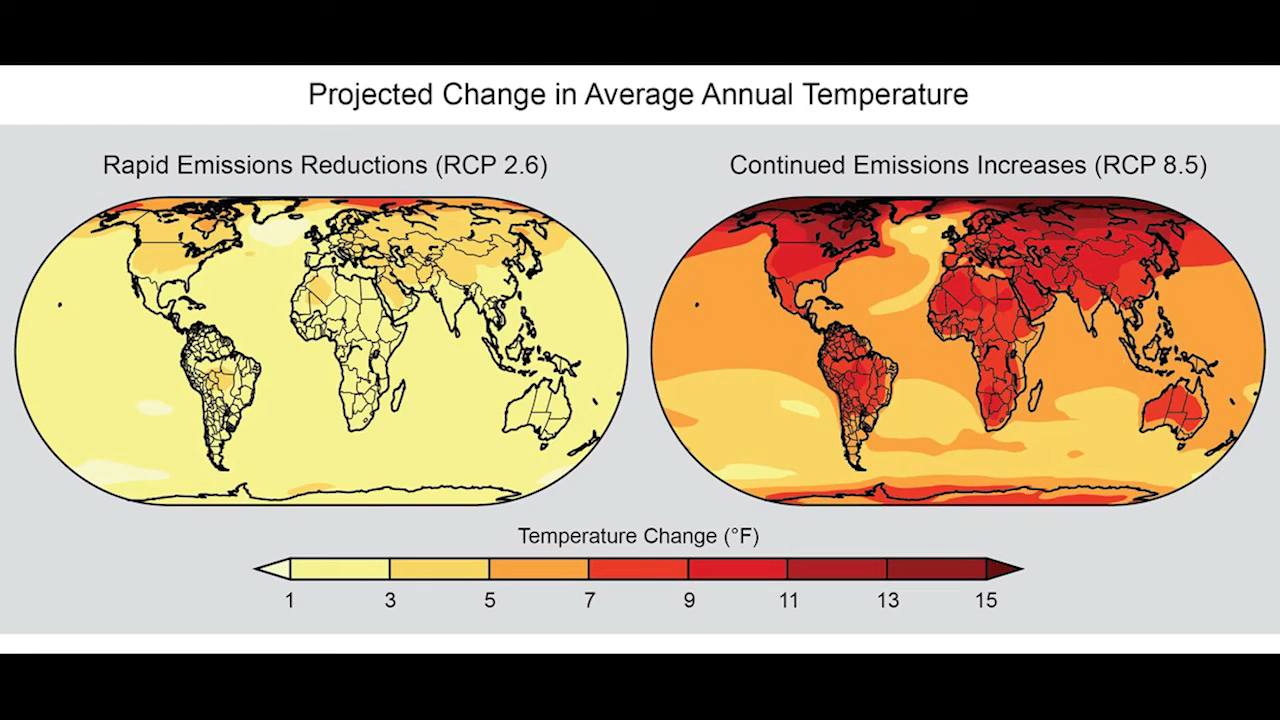 Projected Change in Average Annual Temperature
Rapid Emissions Reductions (RCP 2.6)
Continued Emissions Increases (RCP 8.5)
Temperature Change (°F)
1 3 5 7 9 11 13 15